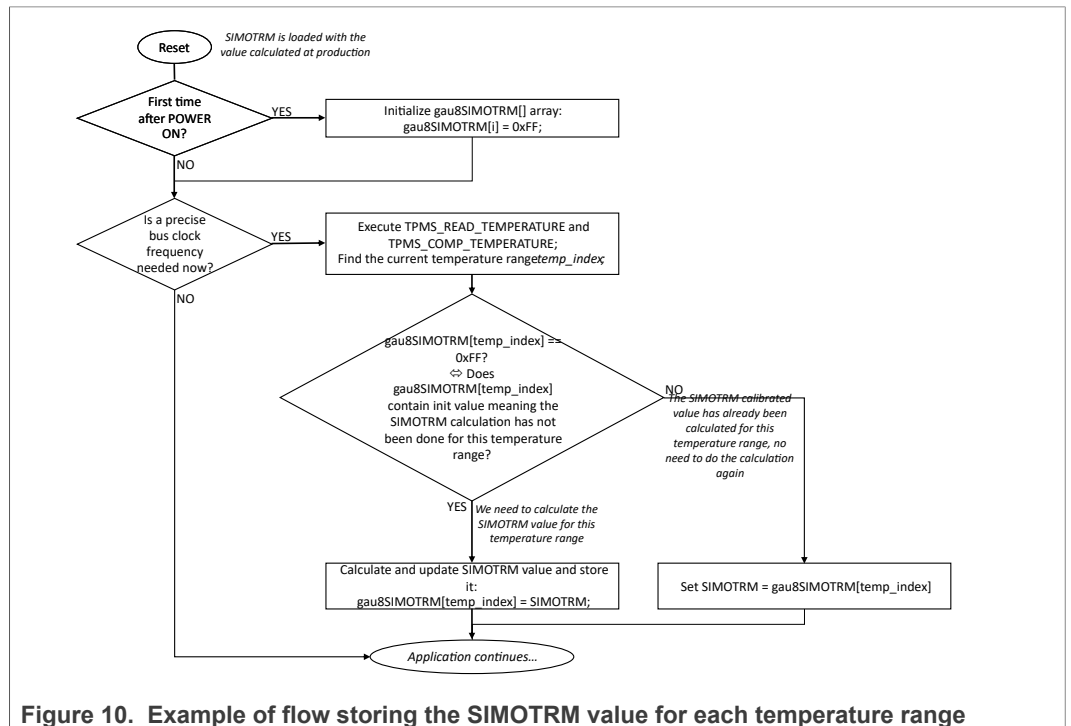 Reset
SIMOTRM is loaded with the
value calculated at production
First time
after POWER
ON?
YES
Initialize gau8SIMOTRM[] array:
gau8SIMOTRM[i] = 0xFF;
NO
Is a precise
bus clock
frequency
needed now?
YES
Execute TPMS_READ_TEMPERATURE and
TPMS_COMP_TEMPERATURE;
Find the current temperature rangetemp_index;
NO
gau8SIMOTRM[temp_index] ==
0xFF?
⇔ Does
gau8SIMOTRM[temp_index]
contain init value meaning the
SIMOTRM calculation has not
been done for this temperature
range?
NO
The SIMOTRM calibrated
value has already been
calculated for this
temperature range, no
need to do the calculation
again
YES
We need to calculate the
SIMOTRM value for this
temperature range
Calculate and update SIMOTRM value and store
it:
gau8SIMOTRM[temp_index] = SIMOTRM;
Set SIMOTRM = gau8SIMOTRM[temp_index]
Application continues...
Figure 10. Example of flow storing the SIMOTRM value for each temperature range